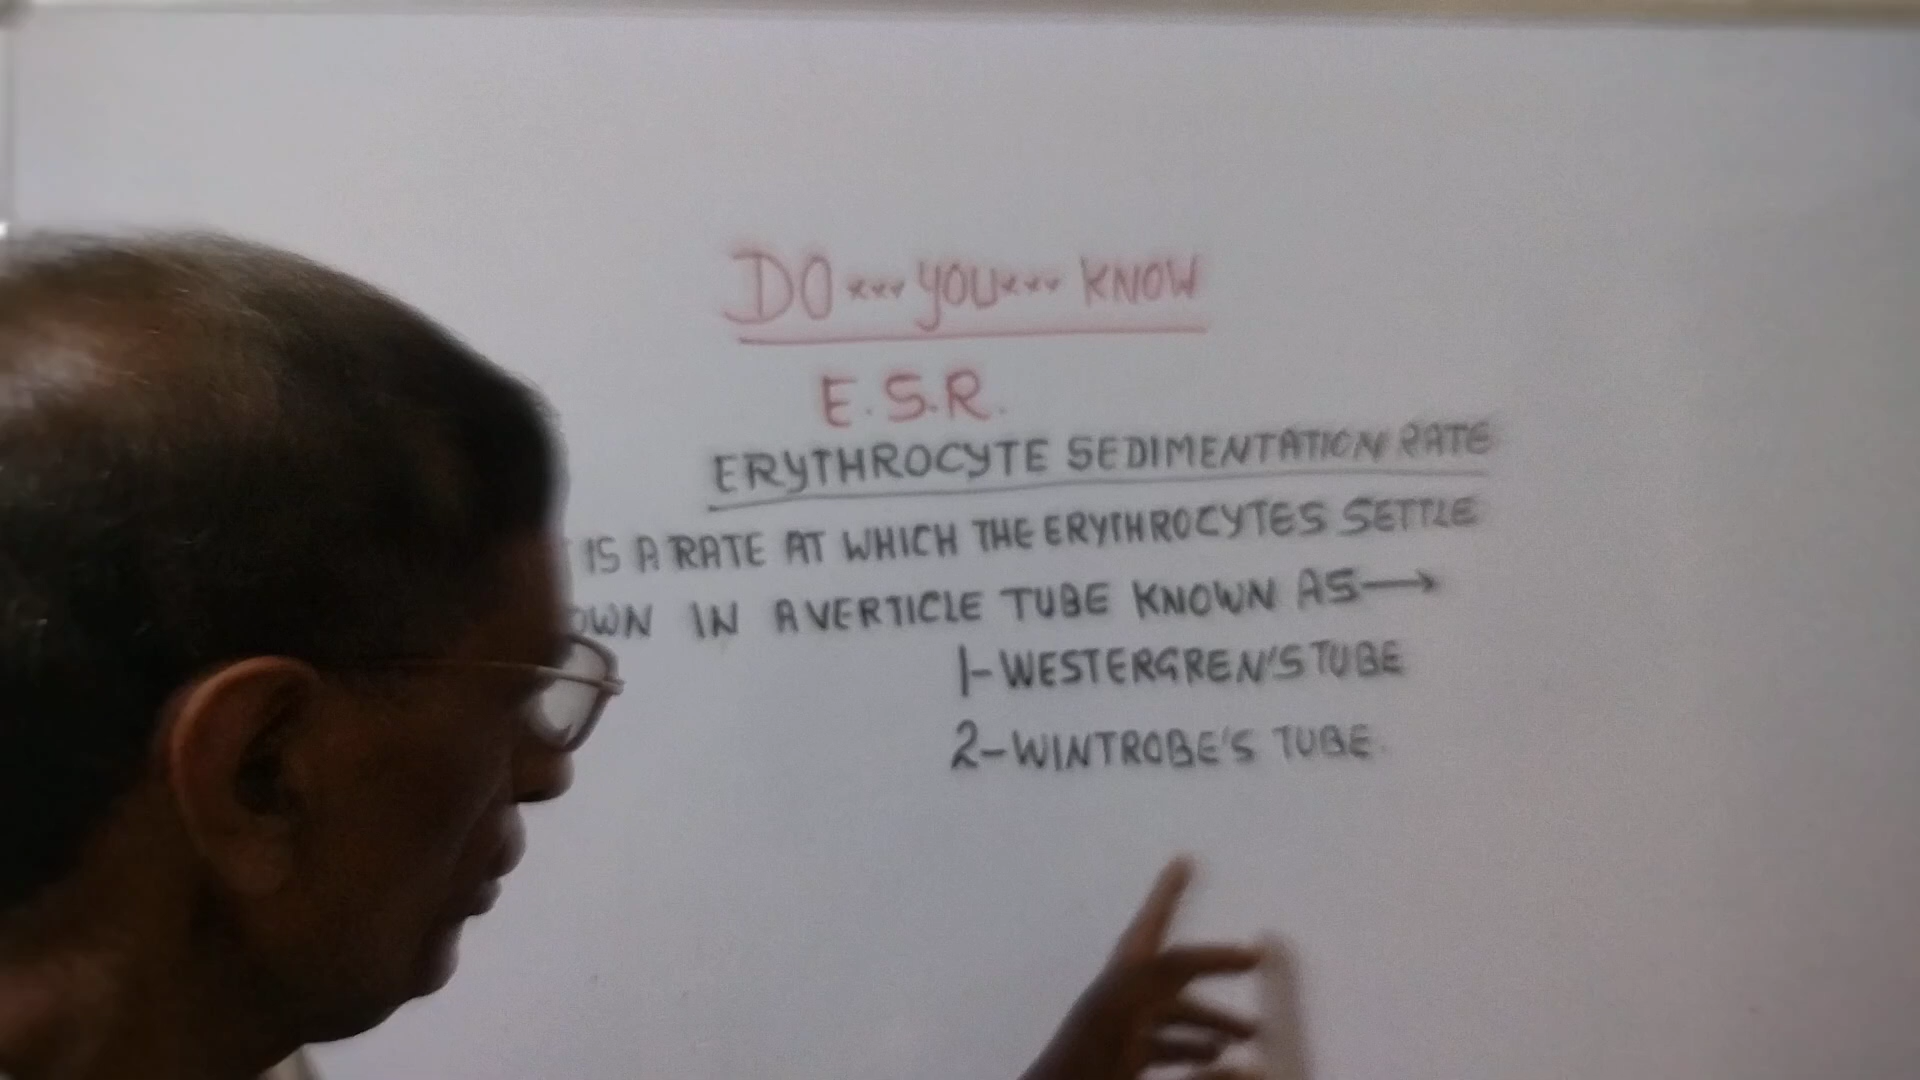 DO ... YOU ... KNOW
E.S.R.
ERYTHROCYTE SEDIMENTATION RATE
IS A RATE AT WHICH THE ERYTHROCYTES SETTLE
IN A VERTICLE TUBE KNOWN AS →
1-WESTERGREN'S TUBE
2-WINTROBE'S TUBE.